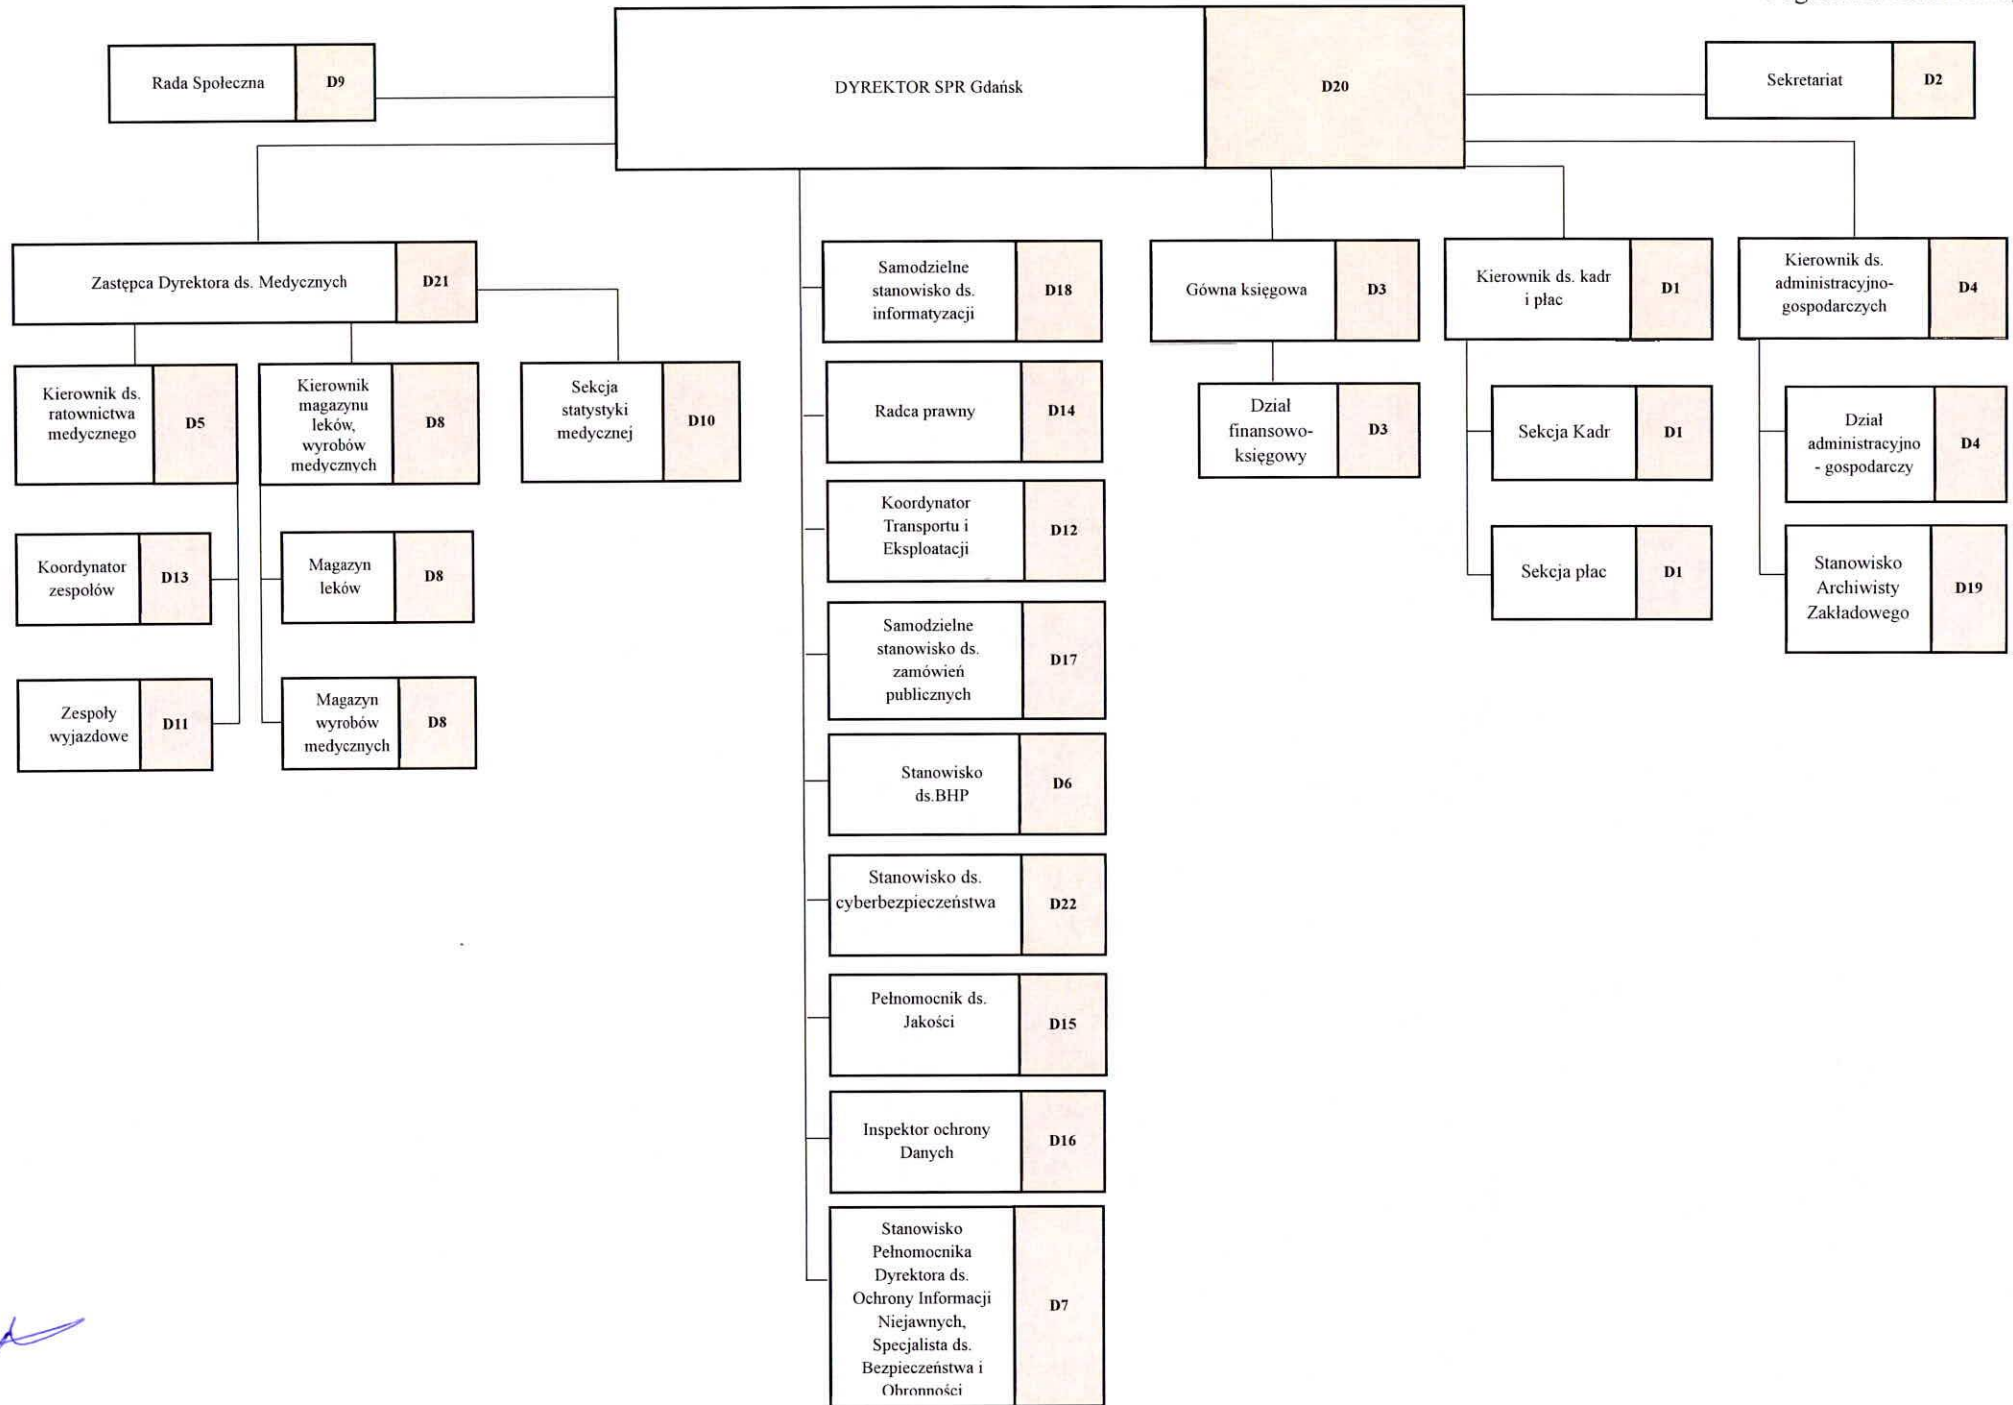 Rada Społeczna
D9
DYREKTOR SPR Gdańsk
D20
Sekretariat
D2
Zastępca Dyrektora ds. Medycznych
D21
Kierownik ds.
ratownictwa
medycznego
D5
Kierownik
magazynu
leków,
wyrobów
medycznych
D8
Sekcja
statystyki
medycznej
D10
Koordynator
zespołów
D13
Magazyn
leków
D8
Zespoły
wyjazdowe
D11
Magazyn
wyrobów
medycznych
D8
Samodzielne
stanowisko ds.
informatyzacji
D18
Radca prawny
D14
Koordynator
Transportu i
Eksploatacji
D12
Samodzielne
stanowisko ds.
zamówień
publicznych
D17
Stanowisko
ds.BHP
D6
Stanowisko ds.
cyberbezpieczeństwa
D22
Pełnomocnik ds.
Jakości
D15
Inspektor ochrony
Danych
D16
Stanowisko
Pełnomocnika
Dyrektora ds.
Ochrony Informacji
Niejawnych,
Specjalista ds.
Bezpieczeństwa i
Obronności
D7
Gówna księgowa
D3
Dział
finansowo-
księgowy
D3
Kierownik ds. kadr
i płac
D1
Sekcja Kadr
D1
Sekcja płac
D1
Kierownik ds.
administracyjno-
gospodarczych
D4
Dział
administracyjno
- gospodarczy
D4
Stanowisko
Archiwisty
Zakładowego
D19